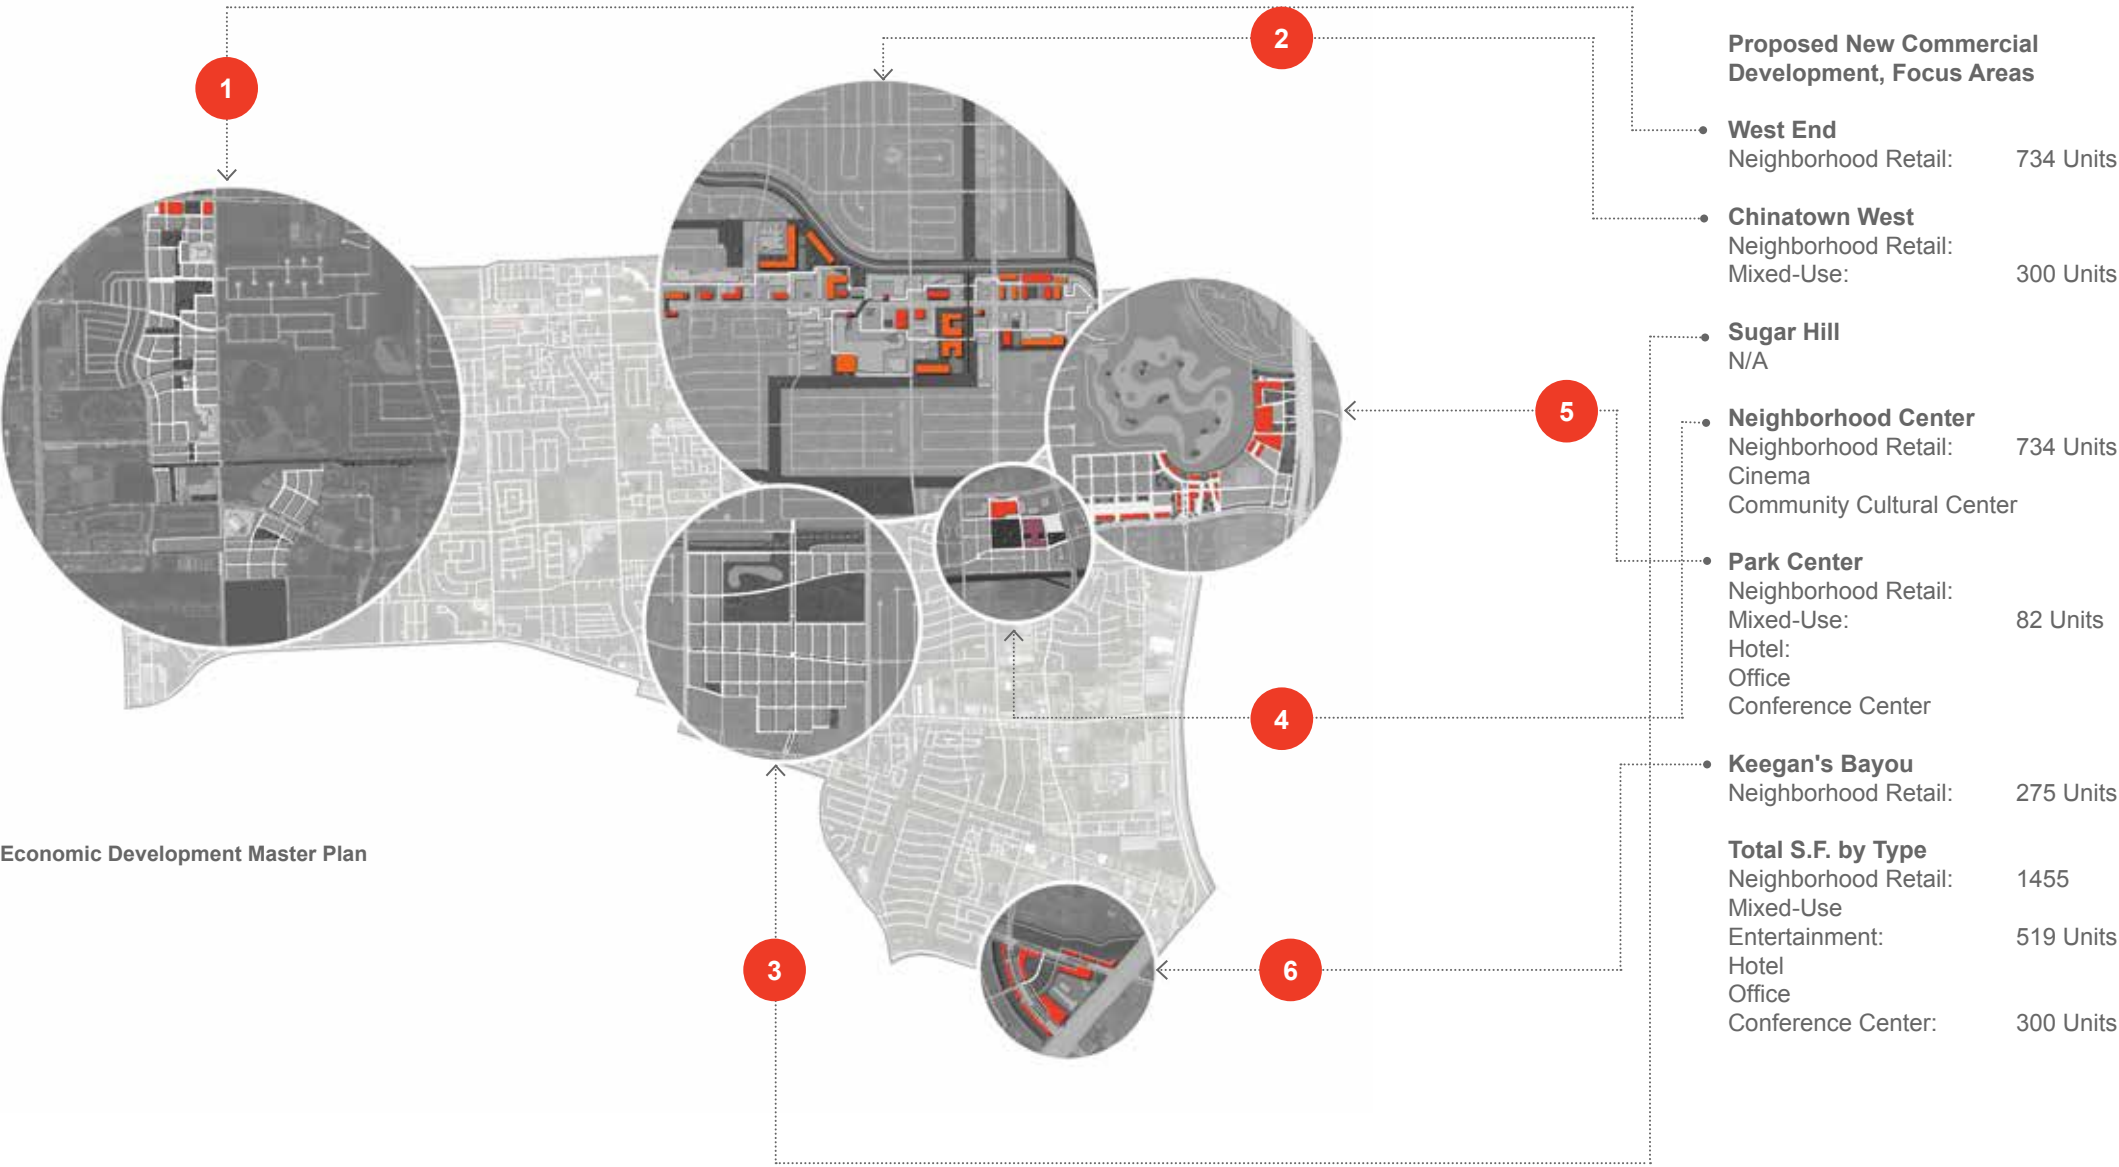 1
2
3
4
5
6
Economic Development Master Plan
Proposed New Commercial
Development, Focus Areas
West End
Neighborhood Retail: 734 Units
Chinatown West
Neighborhood Retail:
Mixed-Use: 300 Units
Sugar Hill
N/A
Neighborhood Center
Neighborhood Retail: 734 Units
Cinema
Community Cultural Center
Park Center
Neighborhood Retail:
Mixed-Use: 82 Units
Hotel:
Office
Conference Center
Keegan's Bayou
Neighborhood Retail: 275 Units
Total S.F. by Type
Neighborhood Retail: 1455
Mixed-Use
Entertainment: 519 Units
Hotel
Office
Conference Center: 300 Units